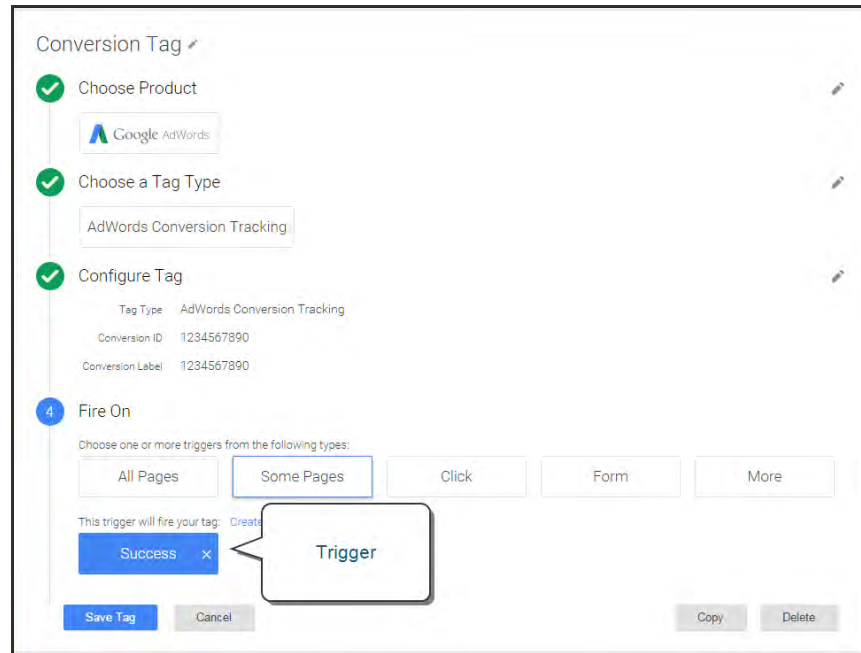 Conversion Tag
Choose Product
Google AdWords
Choose a Tag Type
AdWords Conversion Tracking
Configure Tag
Tag Type AdWords Conversion Tracking
Conversion ID 1234567890
Conversion Label 1234567890
4 Fire On
Choose one or more triggers from the following types:
All Pages Some Pages Click Form More
This trigger will fire your tag: Create
Success × Trigger
Save Tag Cancel Copy Delete